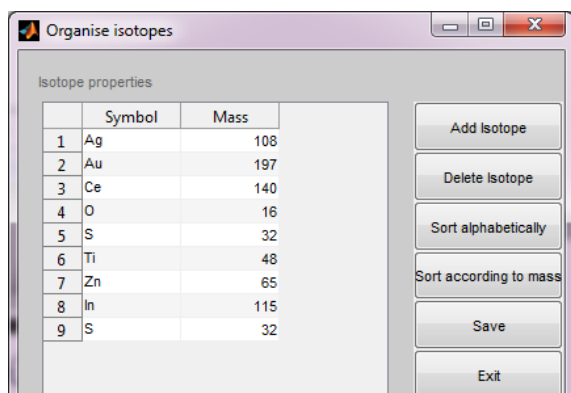 Organise isotopes
Isotope properties
Symbol Mass
1 Ag 108
2 Au 197
3 Ce 140
4 O 16
5 S 32
6 Ti 48
7 Zn 65
8 In 115
9 S 32
Add Isotope
Delete Isotope
Sort alphabetically
Sort according to mass
Save
Exit